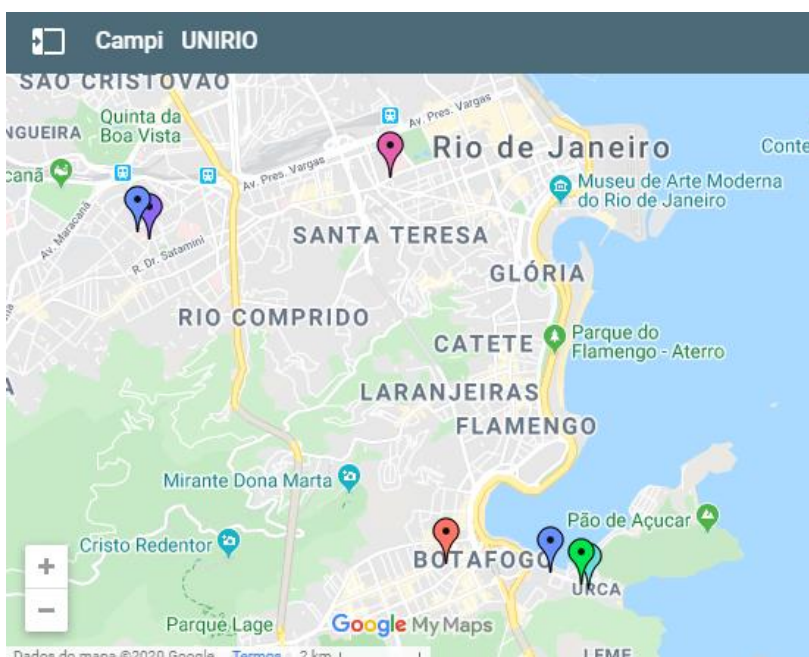 Campi UNIRIO
SÃO CRISTOVÃO
Quinta da
Boa Vista
NGUEIRA
Av. Pres. Vargas
Rio de Janeiro
Conte
canã
Museu de Arte Moderna
do Rio de Janeiro
Av. Pres. Vargas
Av. Maracanã
R. Dr. Satamini
SANTA TERESA
GLÓRIA
RIO COMPRIDO
CATETE
Parque do
Flamengo - Aterro
LARANJEIRAS
FLAMENGO
Mirante Dona Marta
Pão de Açucar
Cristo Redentor
BOTAFOGO
URCA
Parque Lage
Google My Maps
Dados do mapa ©2020 Google Termos 2 km
LEME